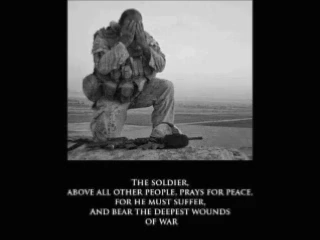 The soldier,
above all other people, prays for peace,
for he must suffer,
And bear the deepest wounds
of war